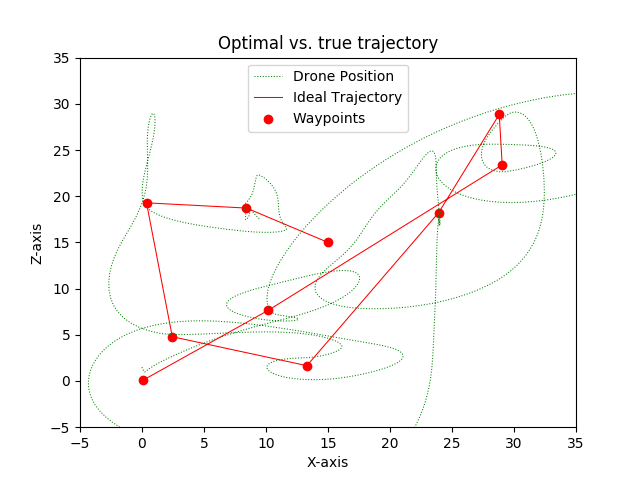 Optimal vs. true trajectory
Drone Position
Ideal Trajectory
Waypoints
35
30
25
20
15
10
5
0
−5
Z-axis
−5 0 5 10 15 20 25 30 35
X-axis